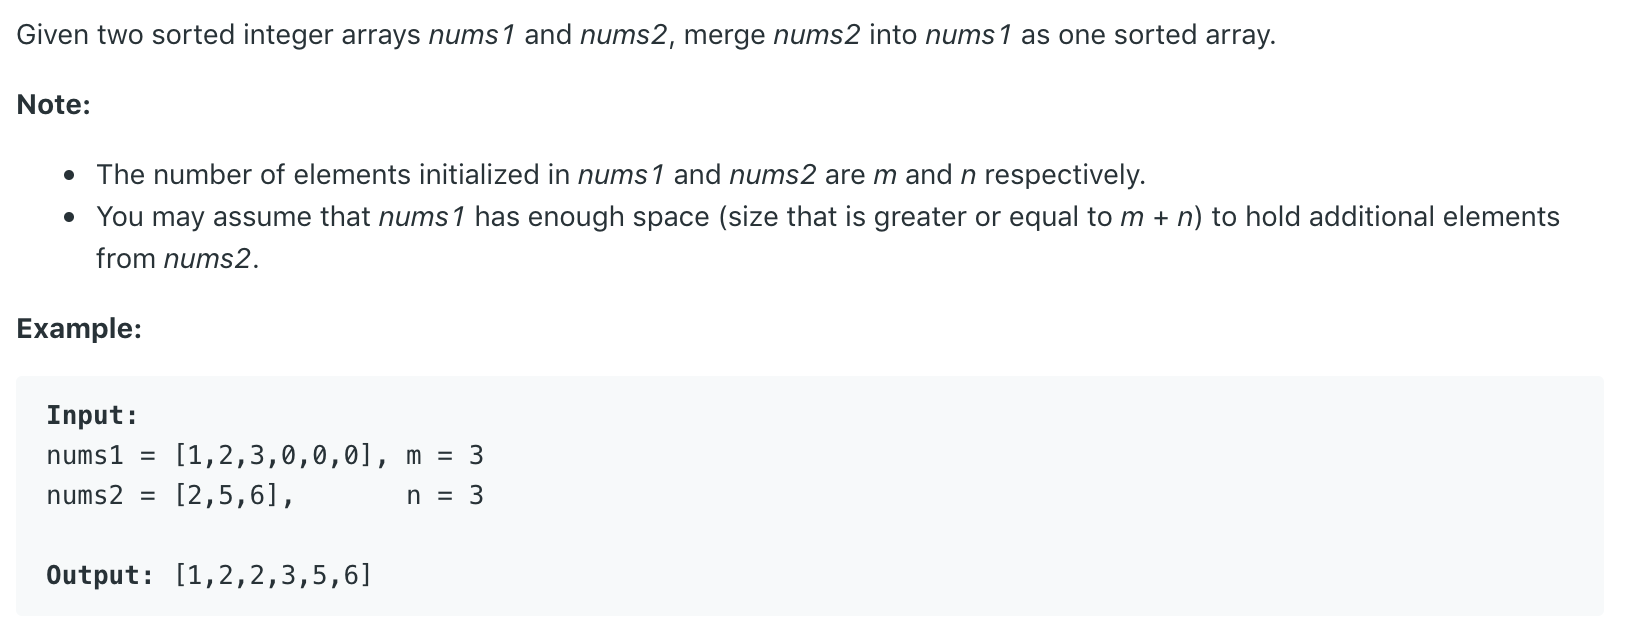 Given two sorted integer arrays nums1 and nums2, merge nums2 into nums1 as one sorted array.
Note:
• The number of elements initialized in nums1 and nums2 are m and n respectively.
• You may assume that nums1 has enough space (size that is greater or equal to m + n) to hold additional elements
from nums2.
Example:
Input:
nums1 = [1,2,3,0,0,0], m = 3
nums2 = [2,5,6],       n = 3
Output: [1,2,2,3,5,6]